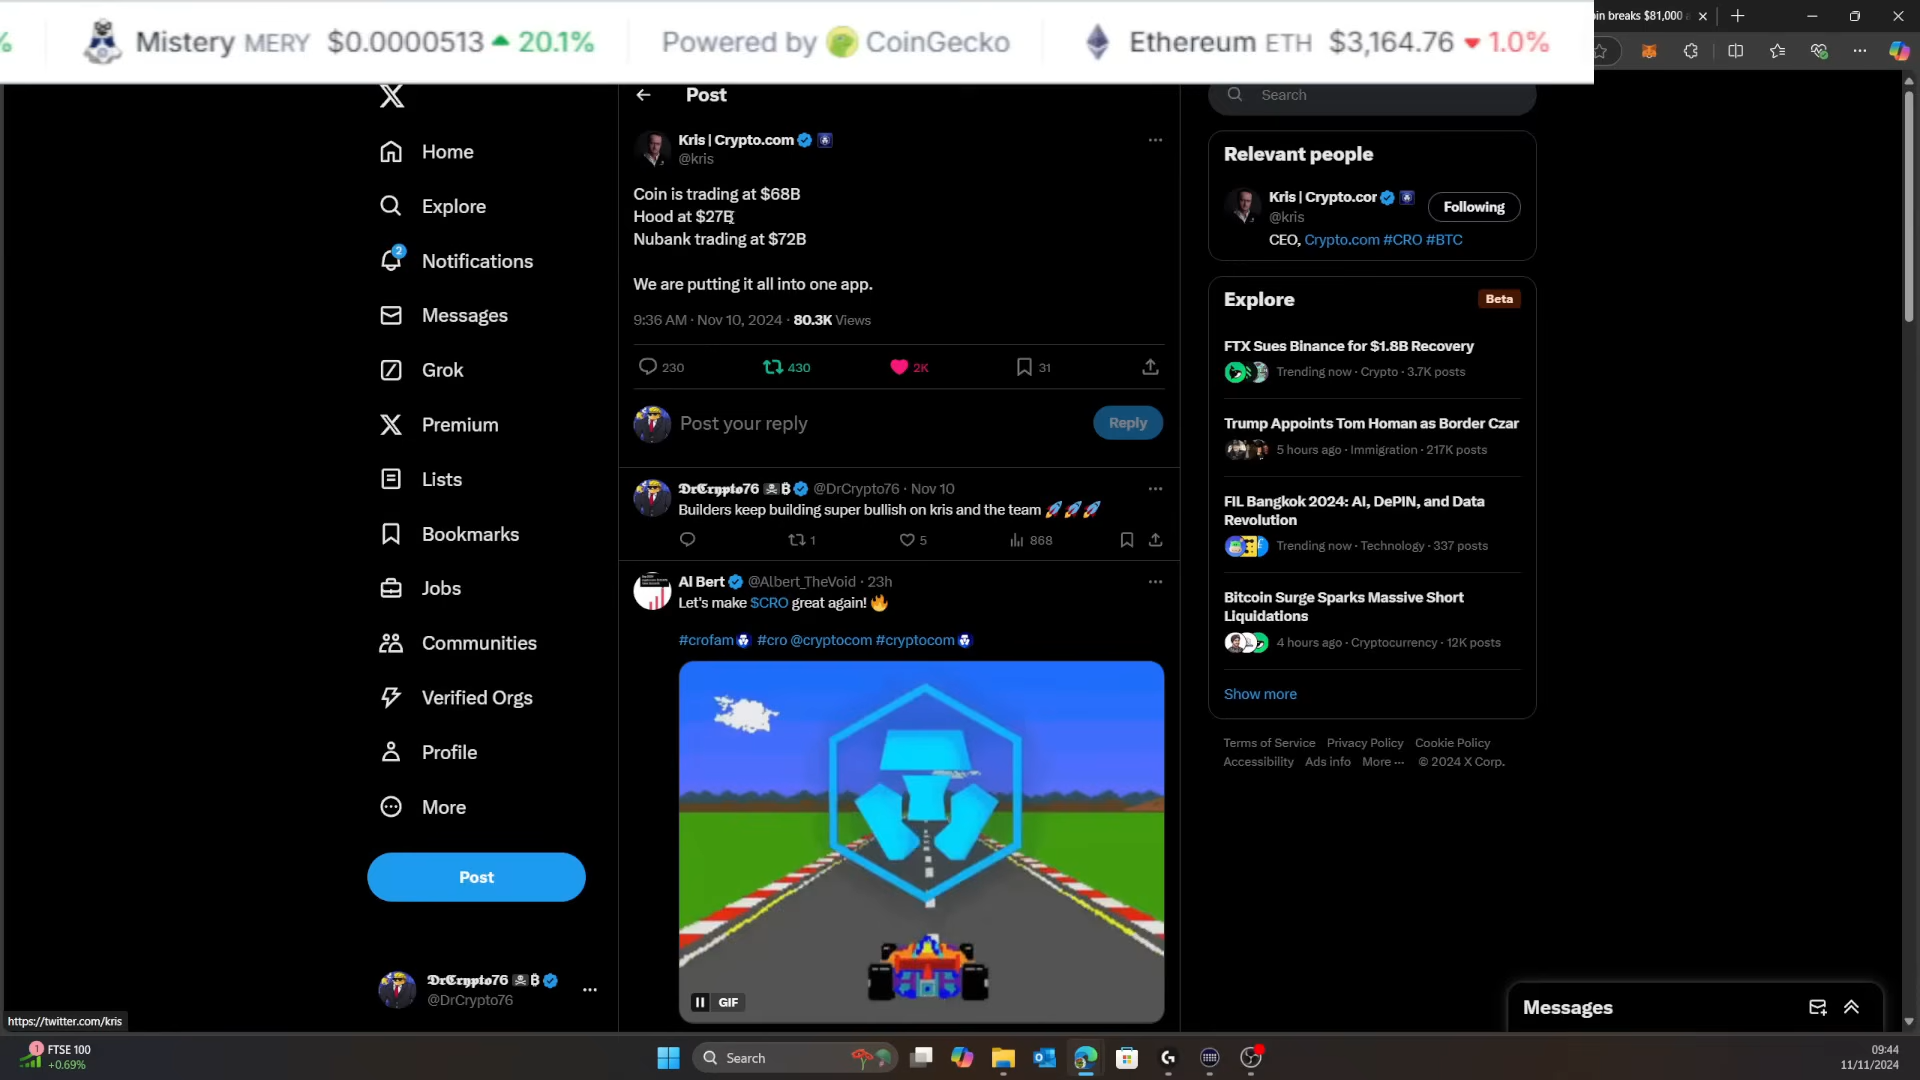 %
Mistery MERY $0.0000513 ▲ 20.1%
Powered by CoinGecko
Ethereum ETH $3,164.76 ▼ 1.0%
oin breaks $81,000
Post
Search
Home
Explore
2
Notifications
Messages
Grok
Premium
Lists
Bookmarks
Jobs
Communities
Verified Orgs
Profile
More
Post
𝕯𝖗𝕮𝖗𝖞𝖕𝖙𝖔76 ☠️₿
@DrCrypto76
https://twitter.com/kris
Kris | Crypto.com
@kris
Coin is trading at $68B
Hood at $27B
Nubank trading at $72B
We are putting it all into one app.
9:36 AM · Nov 10, 2024 · 80.3K Views
230 430 2K 31
Post your reply
Reply
𝕯𝖗𝕮𝖗𝖞𝖕𝖙𝖔76 ☠️₿ @DrCrypto76 · Nov 10
Builders keep building super bullish on kris and the team 🚀🚀🚀
1 5 868
Al Bert @Albert_TheVoid · 23h
Let's make $CRO great again! 🔥
#crofam #cro @cryptocom #cryptocom
GIF
Relevant people
Kris | Crypto.cor
@kris
Following
CEO, Crypto.com #CRO #BTC
Explore
Beta
FTX Sues Binance for $1.8B Recovery
Trending now · Crypto · 3.7K posts
Trump Appoints Tom Homan as Border Czar
5 hours ago · Immigration · 217K posts
FIL Bangkok 2024: AI, DePIN, and Data
Revolution
Trending now · Technology · 337 posts
Bitcoin Surge Sparks Massive Short
Liquidations
4 hours ago · Cryptocurrency · 12K posts
Show more
Terms of Service Privacy Policy Cookie Policy
Accessibility Ads info More ··· © 2024 X Corp.
Messages
1
FTSE 100
+0.69%
Search
09:44
11/11/2024